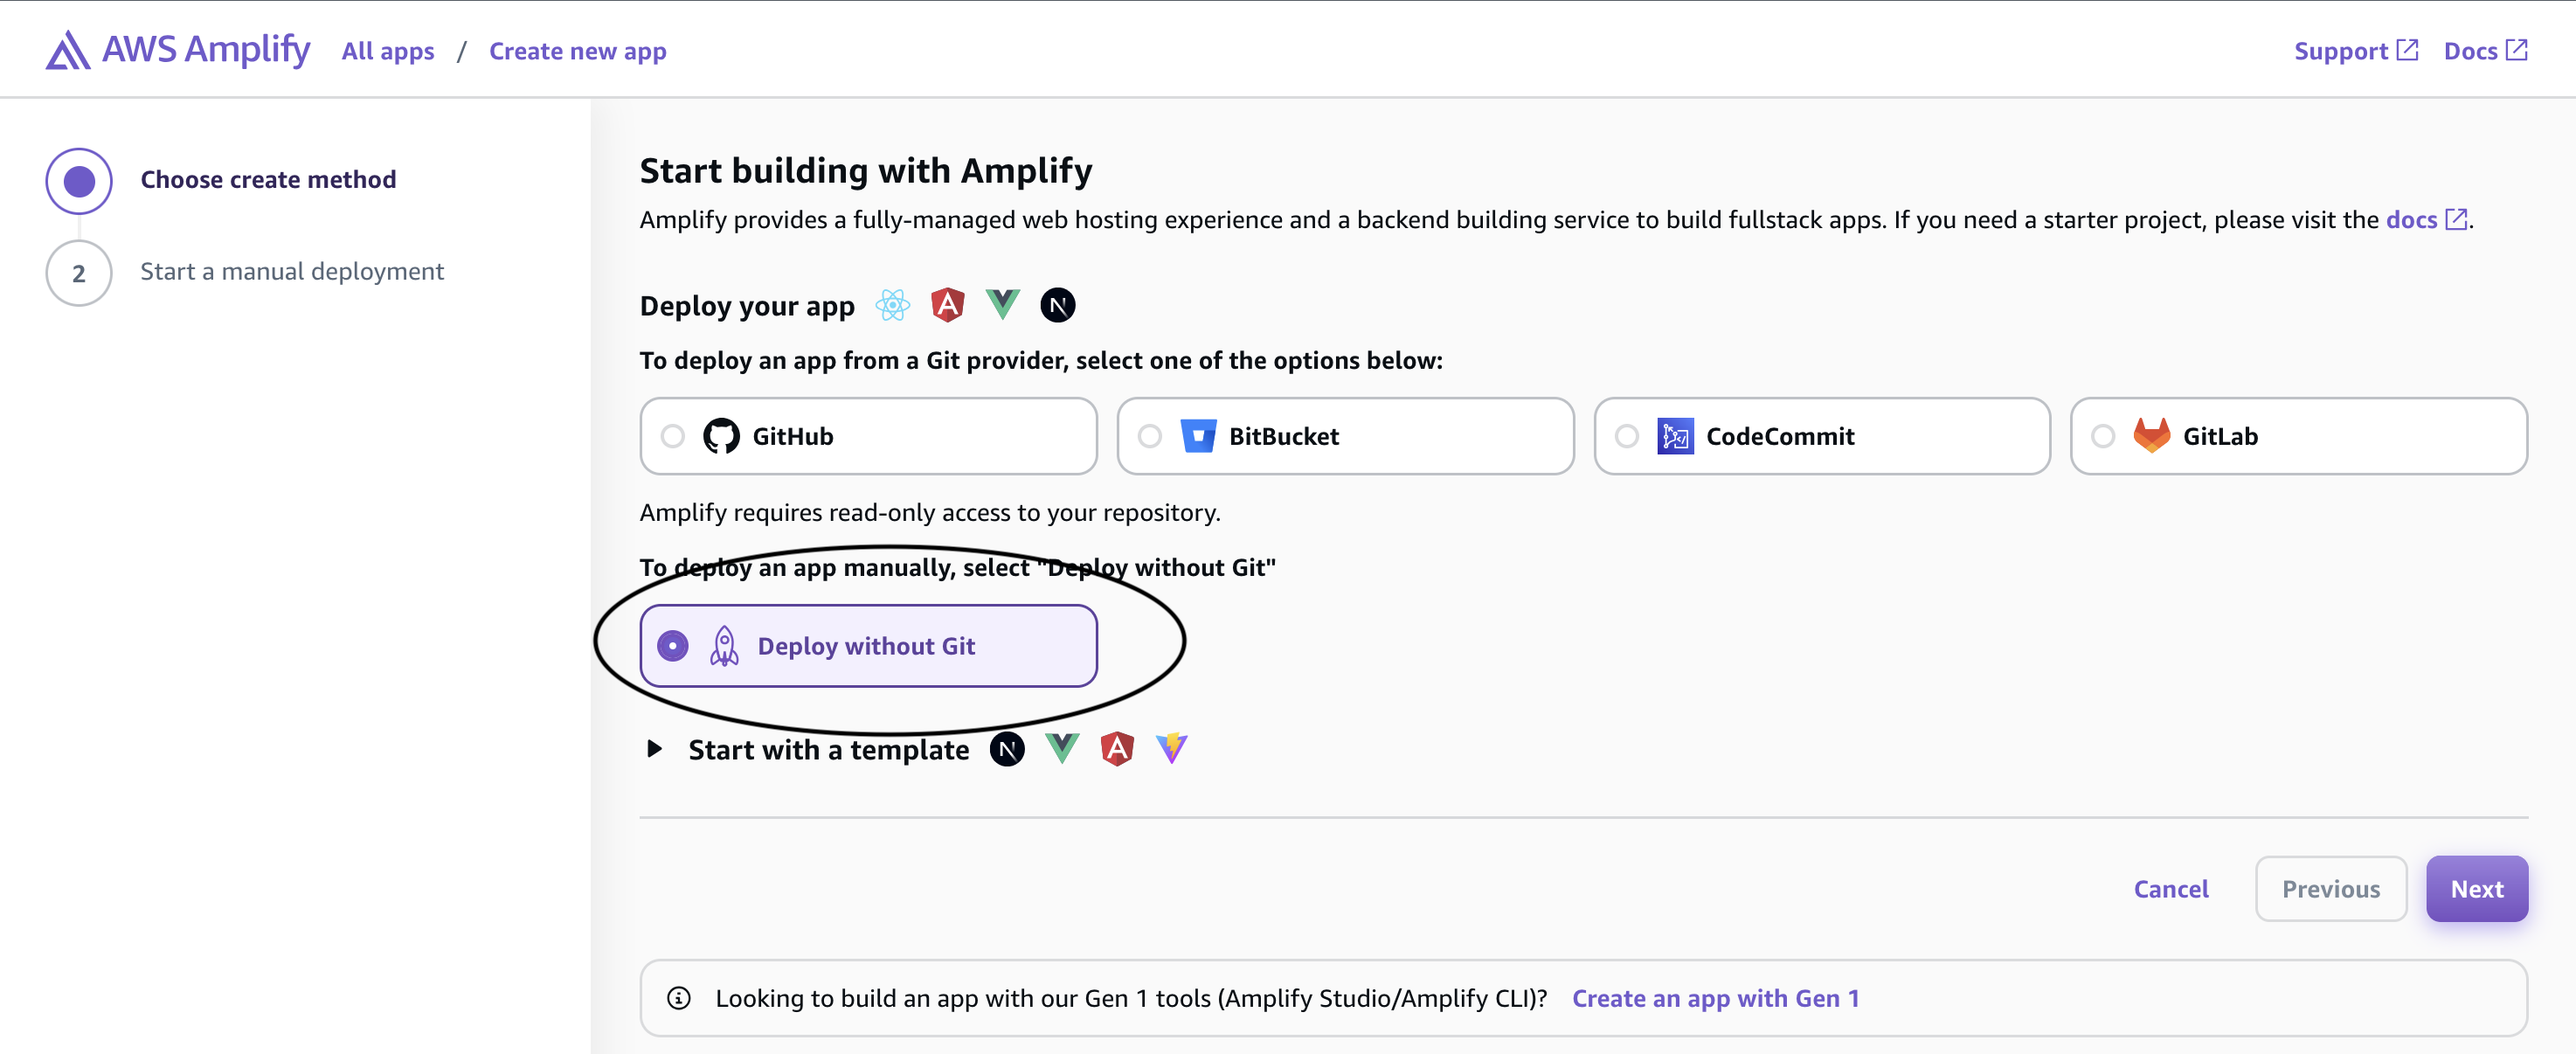 AWS Amplify All apps / Create new app Support Docs
Choose create method
2 Start a manual deployment
Start building with Amplify
Amplify provides a fully-managed web hosting experience and a backend building service to build fullstack apps. If you need a starter project, please visit the docs.
Deploy your app
To deploy an app from a Git provider, select one of the options below:
GitHub BitBucket CodeCommit GitLab
Amplify requires read-only access to your repository.
To deploy an app manually, select "Deploy without Git"
Deploy without Git
Start with a template
Cancel Previous Next
Looking to build an app with our Gen 1 tools (Amplify Studio/Amplify CLI)? Create an app with Gen 1